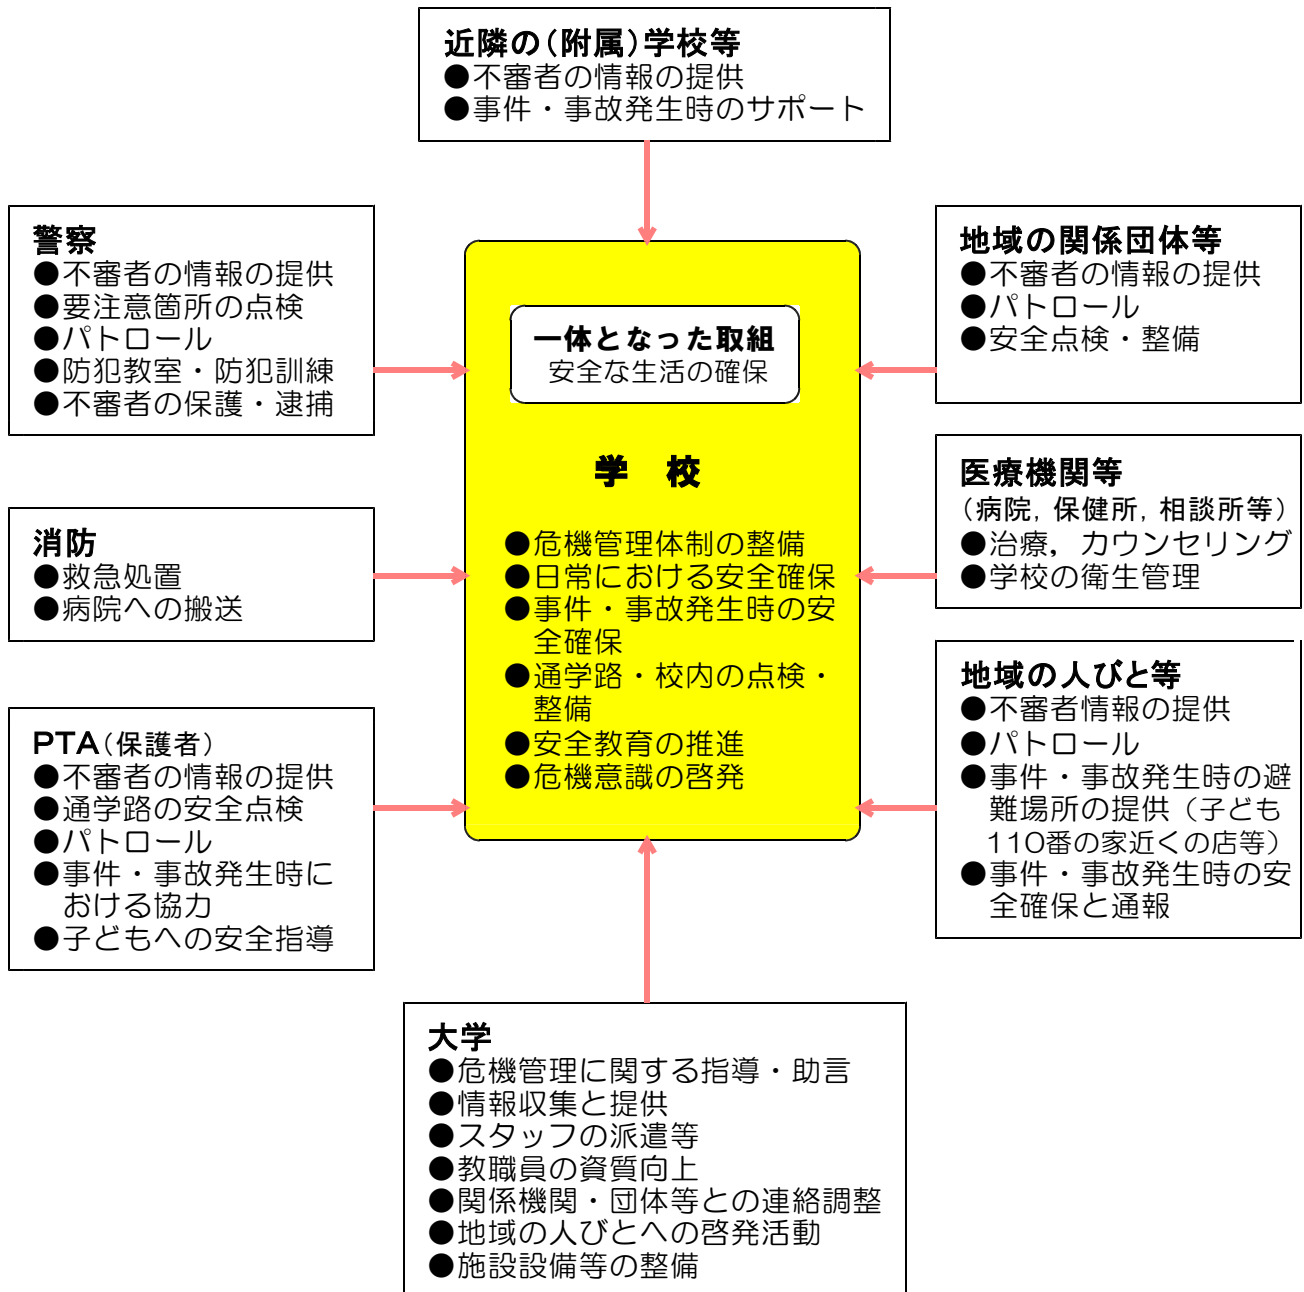 近隣の(附属)学校等
●不審者の情報の提供
●事件・事故発生時のサポート
警察
●不審者の情報の提供
●要注意箇所の点検
●パトロール
●防犯教室・防犯訓練
●不審者の保護・逮捕
消防
●救急処置
●病院への搬送
PTA(保護者)
●不審者の情報の提供
●通学路の安全点検
●パトロール
●事件・事故発生時に
おける協力
●子どもへの安全指導
一体となった取組
安全な生活の確保
学 校
●危機管理体制の整備
●日常における安全確保
●事件・事故発生時の安
全確保
●通学路・校内の点検・
整備
●安全教育の推進
●危機意識の啓発
地域の関係団体等
●不審者の情報の提供
●パトロール
●安全点検・整備
医療機関等
(病院,保健所,相談所等)
●治療,カウンセリング
●学校の衛生管理
地域の人びと等
●不審者情報の提供
●パトロール
●事件・事故発生時の避
難場所の提供(子ども
110番の家近くの店等)
●事件・事故発生時の安
全確保と通報
大学
●危機管理に関する指導・助言
●情報収集と提供
●スタッフの派遣等
●教職員の資質向上
●関係機関・団体等との連絡調整
●地域の人びとへの啓発活動
●施設設備等の整備